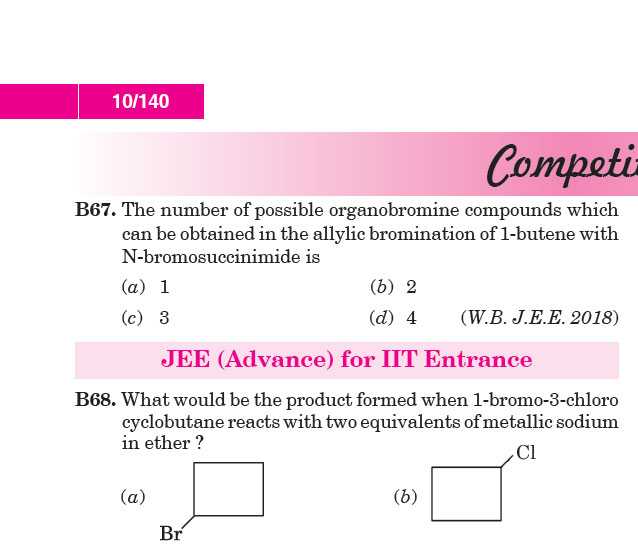 10/140
B67. The number of possible organobromine compounds which
can be obtained in the allylic bromination of 1-butene with
N-bromosuccinimide is
(a) 1 (b) 2
(c) 3 (d) 4 (W.B. J.E.E. 2018)
JEE (Advance) for IIT Entrance
B68. What would be the product formed when 1-bromo-3-chloro
cyclobutane reacts with two equivalents of metallic sodium
in ether ?
Cl
(a) (b)
Br